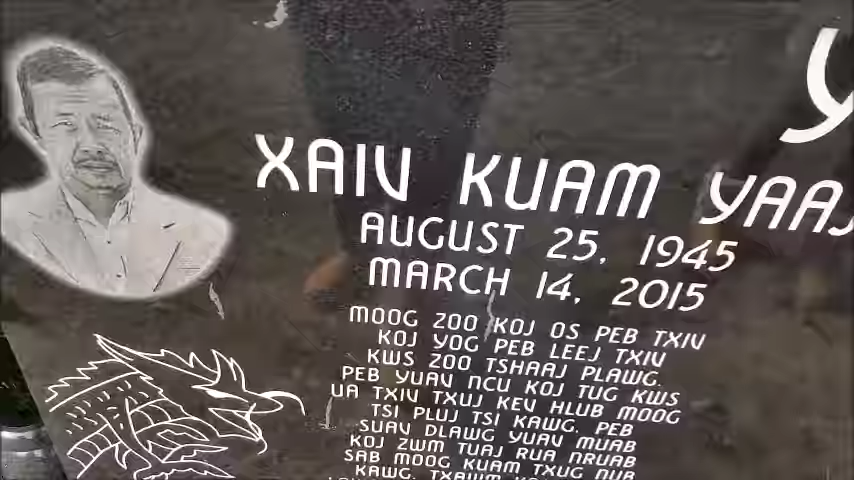 Y
XAIV KUAM YAAJ
AUGUST 25, 1945
MARCH 14, 2015
MOOG ZOO KOJ OS PEB TXIV
KOJ YOG PEB LEEJ TXIV
KWS ZOO TSHAAJ PLAWG.
PEB YUAV NCU KOJ TUG KWS
UA TXIV TXUJ KEV HLUB MOOG
TSI PLUJ TSI KAWG. PEB
SUAV DLAWG YUAV MUAB
KOJ ZWM TUAJ RUA NRUAB
SAB MOOG KUAM TXUG NUB
KAWG. TXAWM